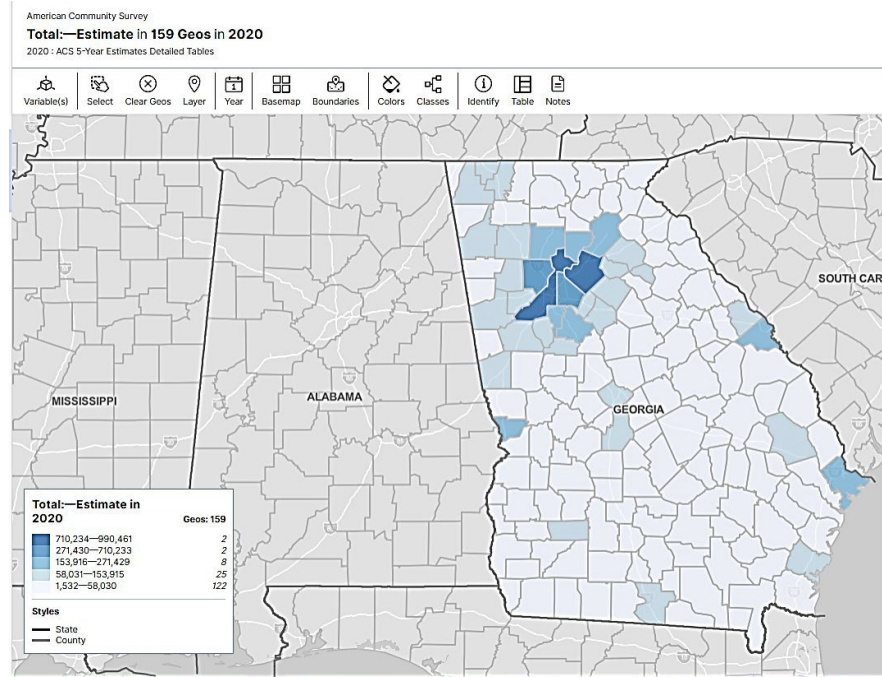 American Community Survey
Total:—Estimate in 159 Geos in 2020
2020 : ACS 5-Year Estimates Detailed Tables
Variable(s) Select Clear Geos Layer Year Basemap Boundaries Colors Classes Identify Table Notes
SOUTH CAR
MISSISSIPPI
ALABAMA
GEORGIA
Total:—Estimate in
2020 Geos: 159
710,234—990,461 2
271,430—710,233 2
153,916—271,429 8
58,031—153,915 25
1,532—58,030 122
Styles
State
County